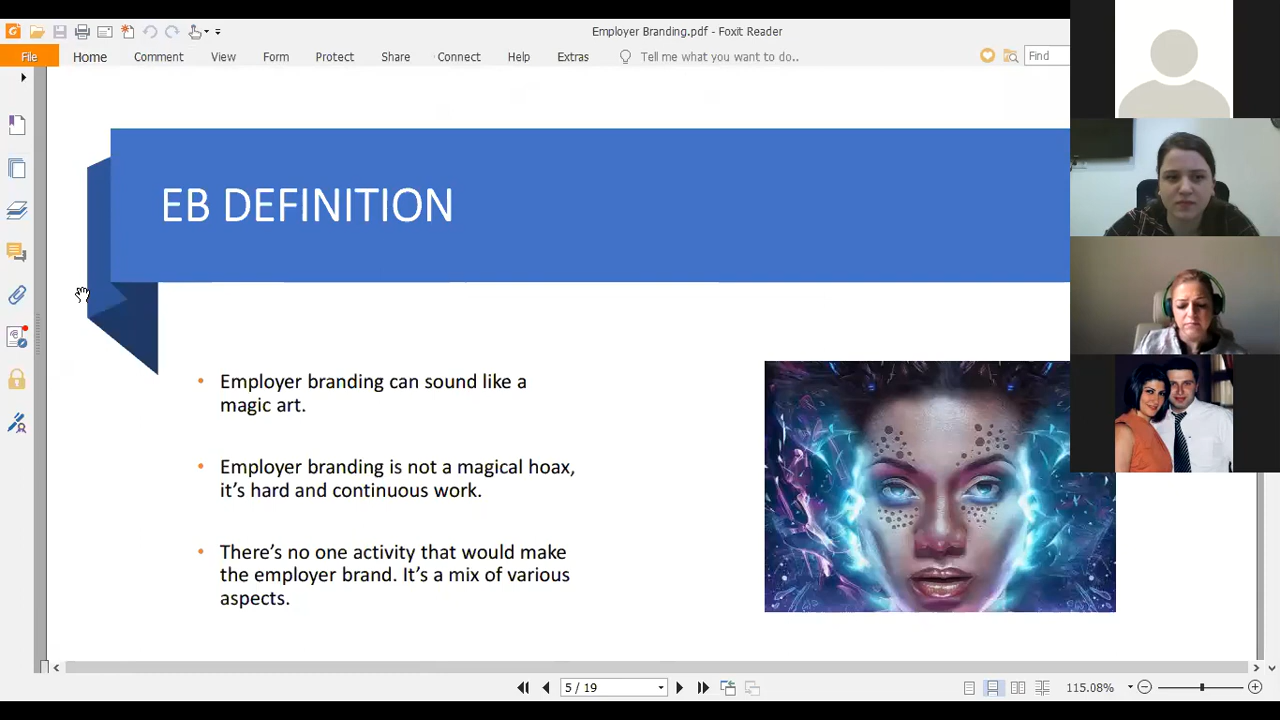 Employer Branding.pdf - Foxit Reader
File Home Comment View Form Protect Share Connect Help Extras Tell me what you want to do.. Find
EB DEFINITION
• Employer branding can sound like a
magic art.
• Employer branding is not a magical hoax,
it's hard and continuous work.
• There's no one activity that would make
the employer brand. It's a mix of various
aspects.
5 / 19
115.08%